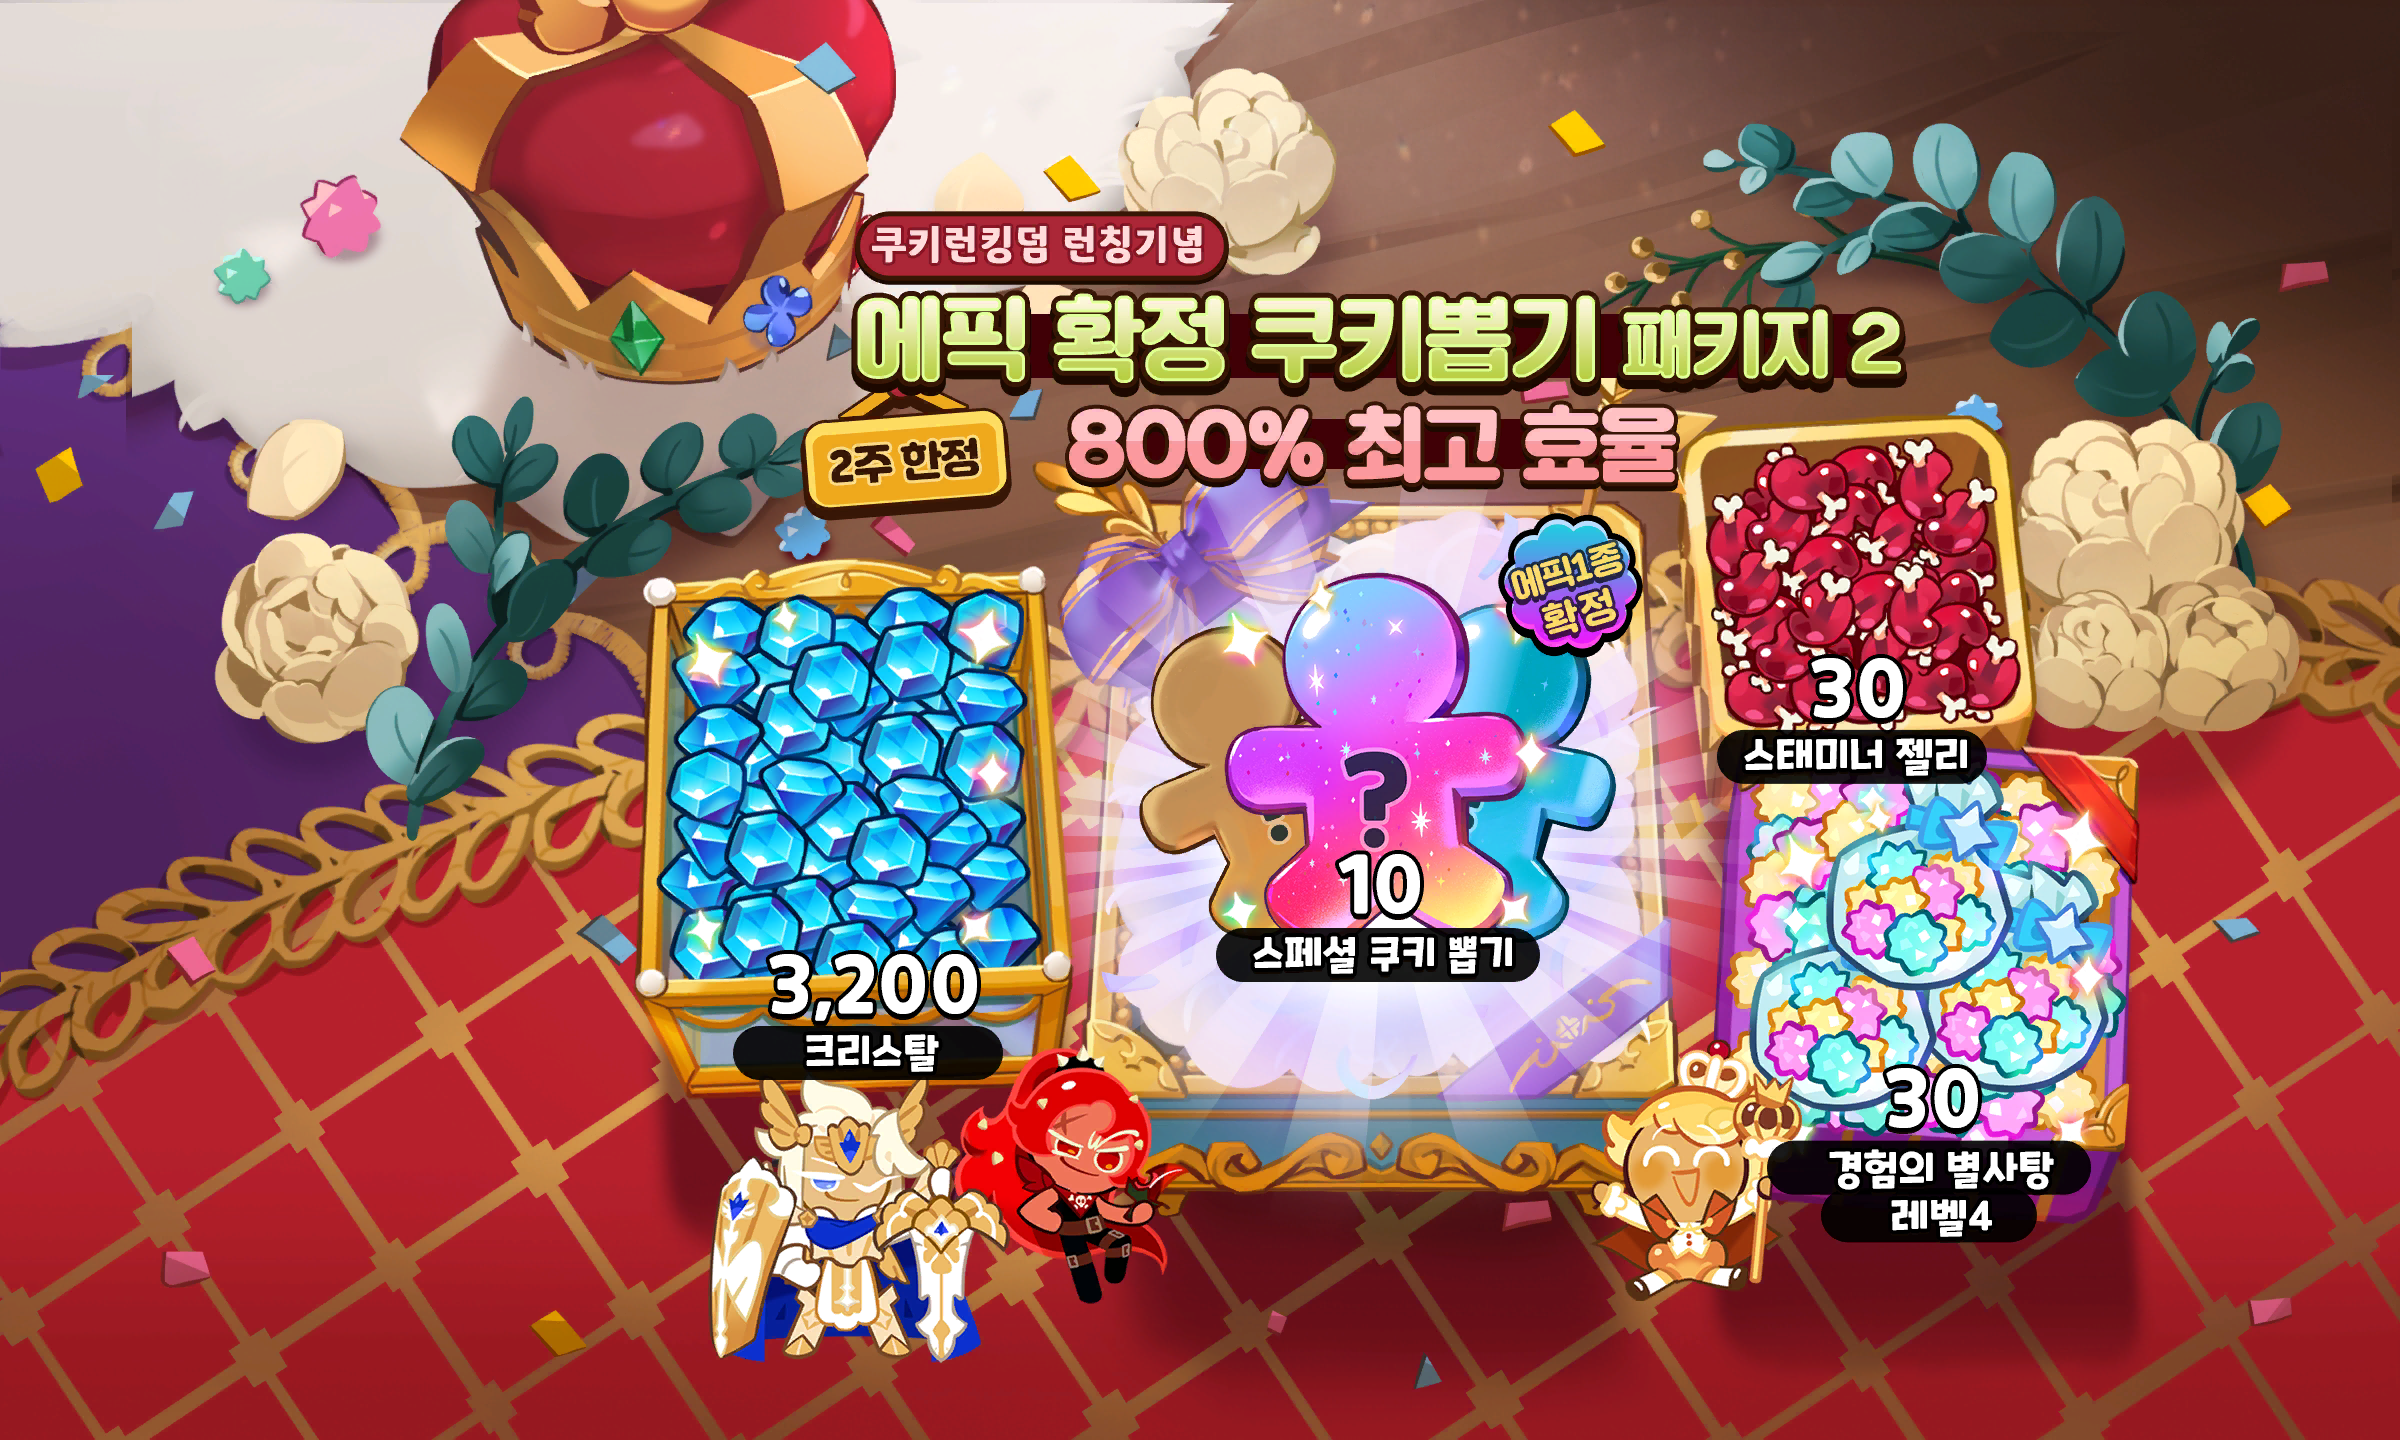 쿠키런킹덤 런칭기념
에픽 확정 쿠키뽑기 패키지 2
2주 한정
800% 최고 효율
에픽1종
확정
3,200
크리스탈
?
10
스페셜 쿠키 뽑기
30
스태미너 젤리
30
경험의 별사탕
레벨4